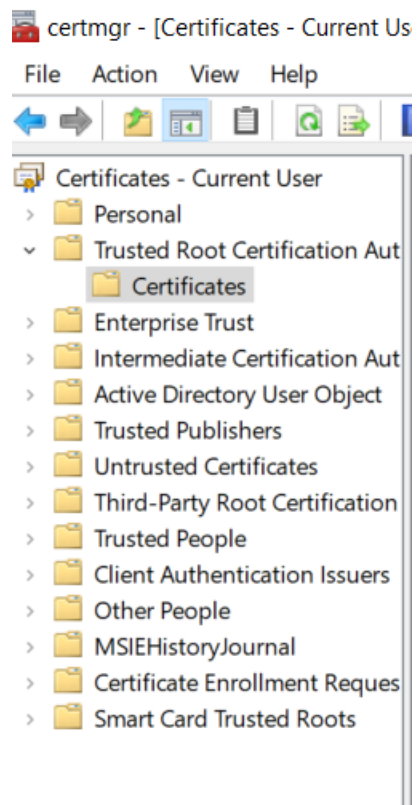 certmgr - [Certificates - Current Us
File Action View Help
Certificates - Current User
Personal
Trusted Root Certification Aut
Certificates
Enterprise Trust
Intermediate Certification Aut
Active Directory User Object
Trusted Publishers
Untrusted Certificates
Third-Party Root Certification
Trusted People
Client Authentication Issuers
Other People
MSIEHistoryJournal
Certificate Enrollment Reques
Smart Card Trusted Roots